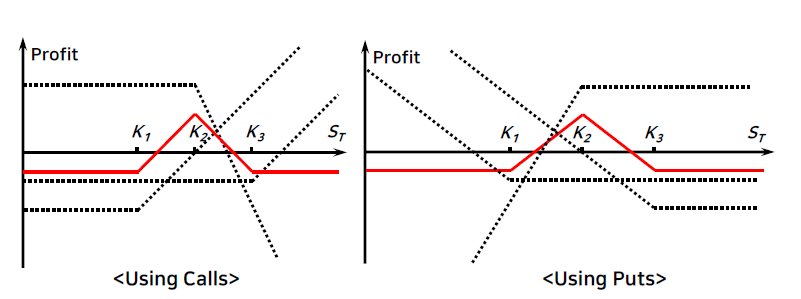 Profit
K1 K2 K3 ST
<Using Calls>
Profit
K1 K2 K3 ST
<Using Puts>